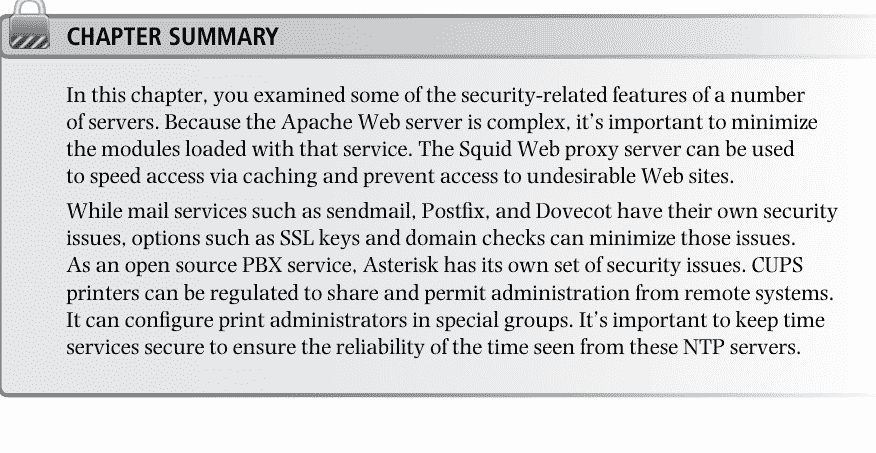 CHAPTER SUMMARY
In this chapter, you examined some of the security-related features of a number
of servers. Because the Apache Web server is complex, it’s important to minimize
the modules loaded with that service. The Squid Web proxy server can be used
to speed access via caching and prevent access to undesirable Web sites.
While mail services such as sendmail, Postfix, and Dovecot have their own security
issues, options such as SSL keys and domain checks can minimize those issues.
As an open source PBX service, Asterisk has its own set of security issues. CUPS
printers can be regulated to share and permit administration from remote systems.
It can configure print administrators in special groups. It’s important to keep time
services secure to ensure the reliability of the time seen from these NTP servers.